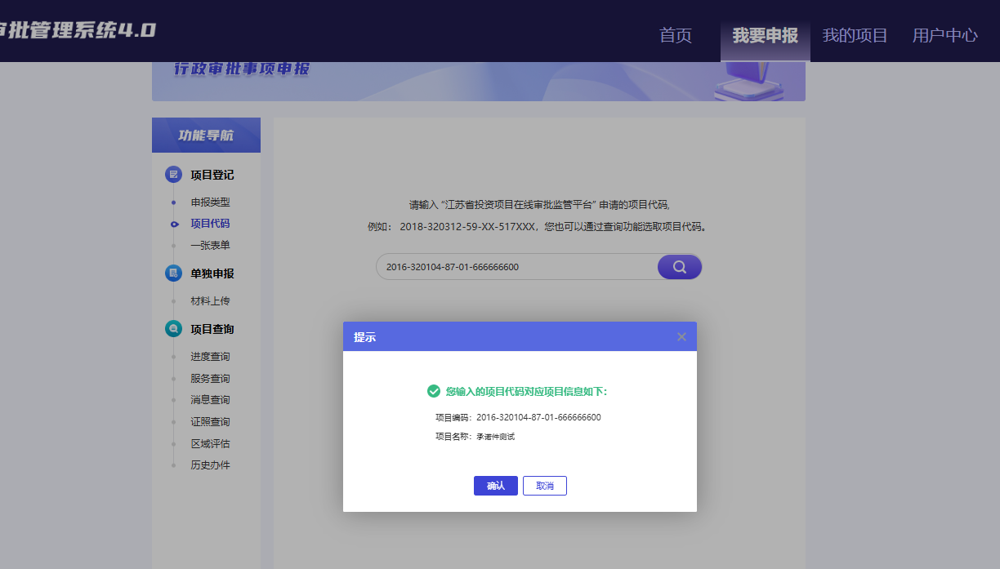 审批管理系统4.0
首页 我要申报 我的项目 用户中心
行政审批事项申报
功能导航
项目登记
申报类型
项目代码
一张表单
单独申报
材料上传
项目查询
进度查询
服务查询
消息查询
证照查询
区域评估
历史办件
请输入 “江苏省投资项目在线审批监管平台” 申请的项目代码,
例如： 2018-320312-59-XX-517XXX，您也可以通过查询功能选取项目代码。
2016-320104-87-01-666666600
提示
您输入的项目代码对应项目信息如下：
项目编码：2016-320104-87-01-666666600
项目名称：承诺件测试
确认 取消